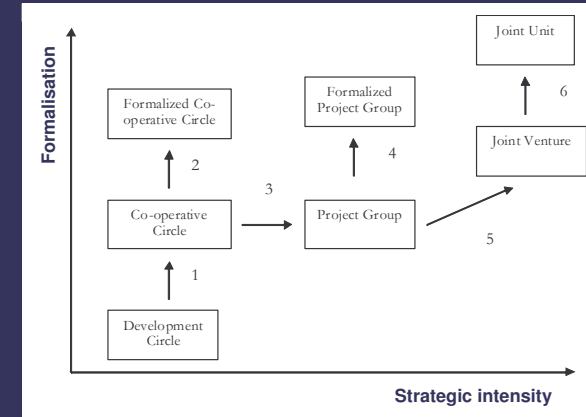 Joint Unit
Formalisation
6
Formalized Co-
operative Circle
Formalized
Project Group
Joint Venture
4
2
3
Co-operative
Circle
Project Group
5
1
Development
Circle
Strategic intensity